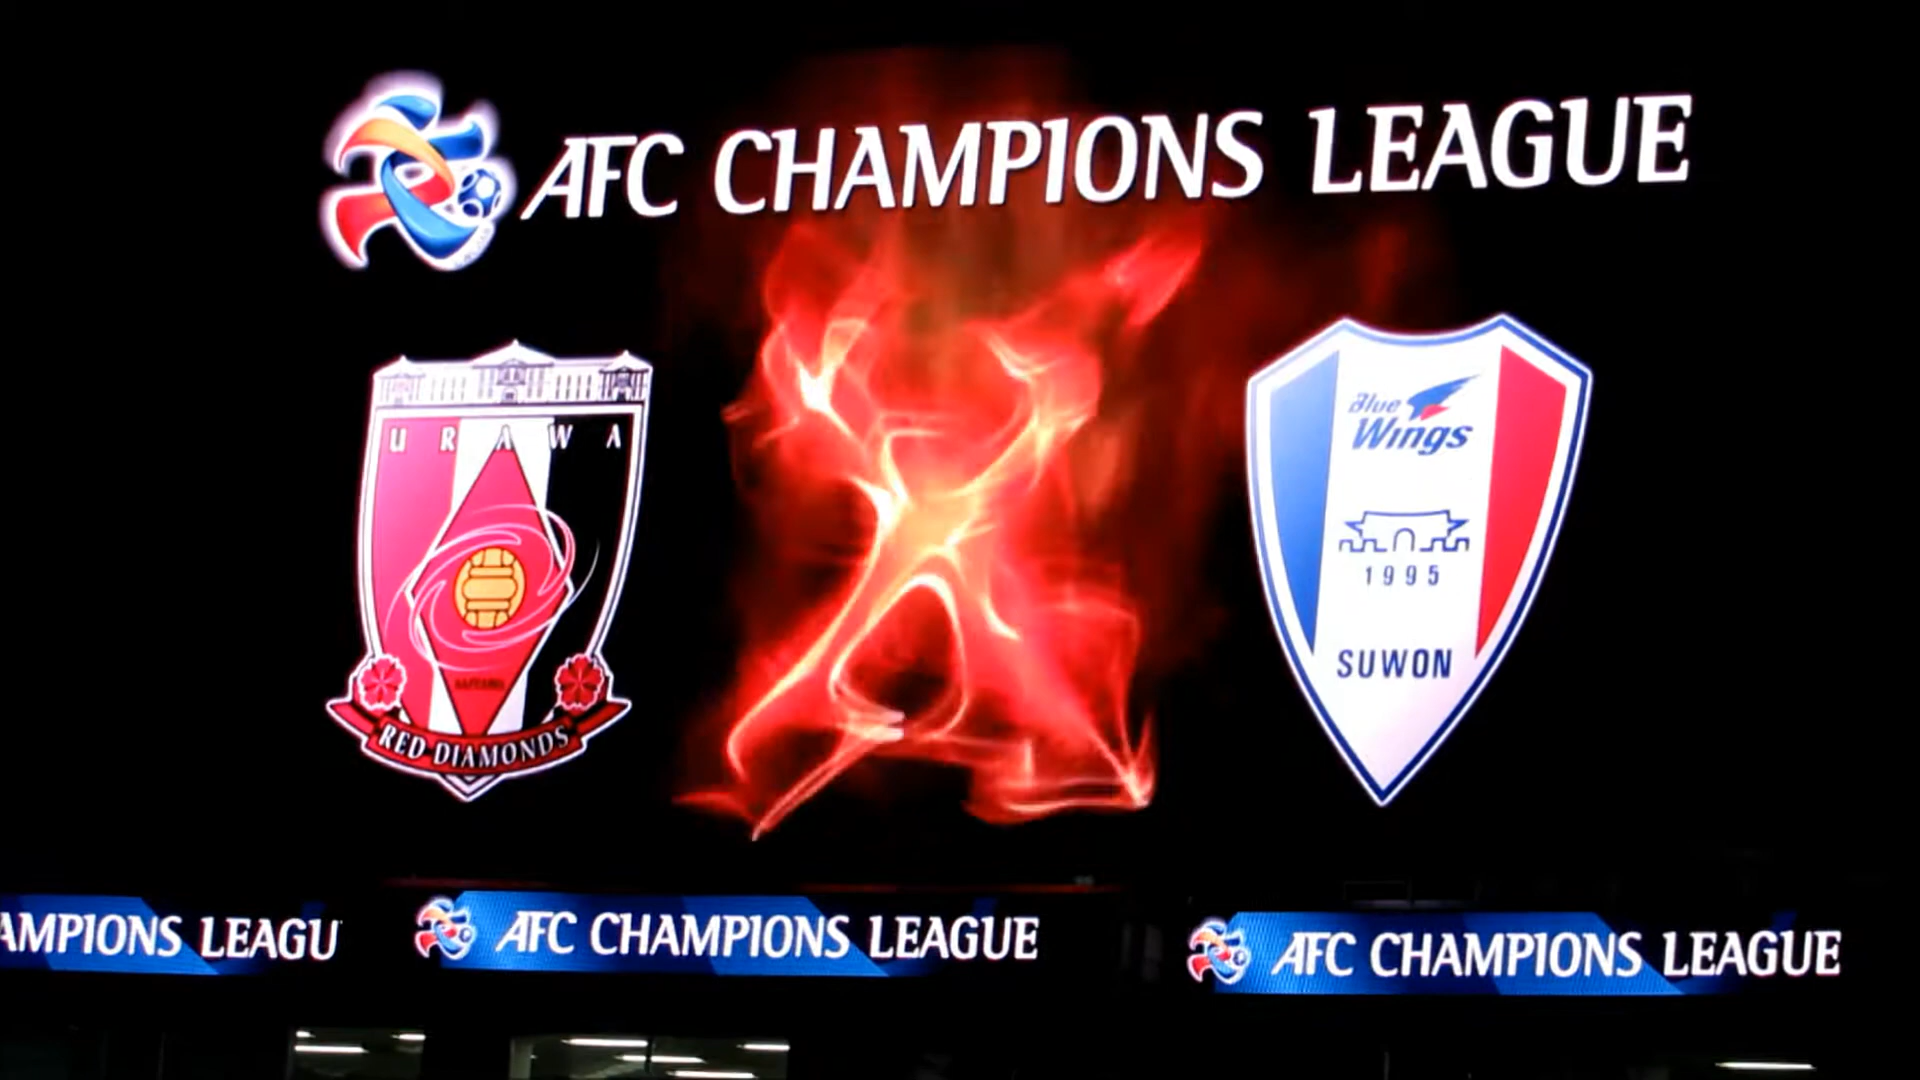 AFC CHAMPIONS LEAGUE
URAWA
RED DIAMONDS
Blue
Wings
1995
SUWON
AMPIONS LEAGU
AFC CHAMPIONS LEAGUE
AFC CHAMPIONS LEAGUE